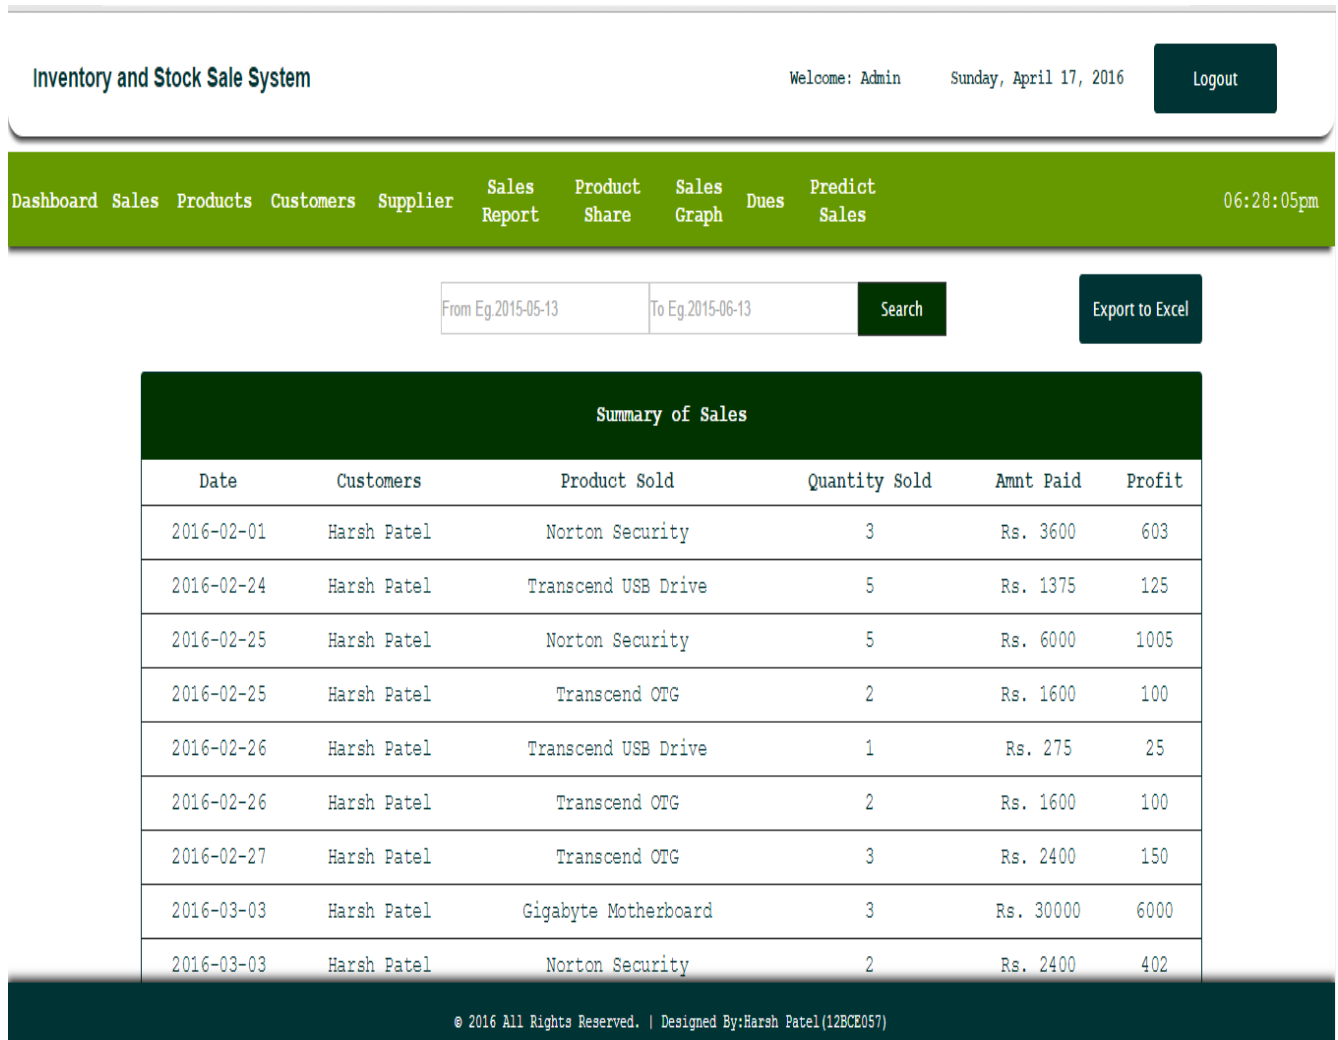 Inventory and Stock Sale System Welcome: Admin Sunday, April 17, 2016 Logout
Dashboard Sales Products Customers Supplier Sales Report Product Share Sales Graph Dues Predict Sales 06:28:05pm
From Eg.2015-05-13 To Eg.2015-06-13 Search Export to Excel
Summary of Sales
Date Customers Product Sold Quantity Sold Amnt Paid Profit
2016-02-01 Harsh Patel Norton Security 3 Rs. 3600 603
2016-02-24 Harsh Patel Transcend USB Drive 5 Rs. 1375 125
2016-02-25 Harsh Patel Norton Security 5 Rs. 6000 1005
2016-02-25 Harsh Patel Transcend OTG 2 Rs. 1600 100
2016-02-26 Harsh Patel Transcend USB Drive 1 Rs. 275 25
2016-02-26 Harsh Patel Transcend OTG 2 Rs. 1600 100
2016-02-27 Harsh Patel Transcend OTG 3 Rs. 2400 150
2016-03-03 Harsh Patel Gigabyte Motherboard 3 Rs. 30000 6000
2016-03-03 Harsh Patel Norton Security 2 Rs. 2400 402
© 2016 All Rights Reserved. | Designed By:Harsh Patel(12BCE057)